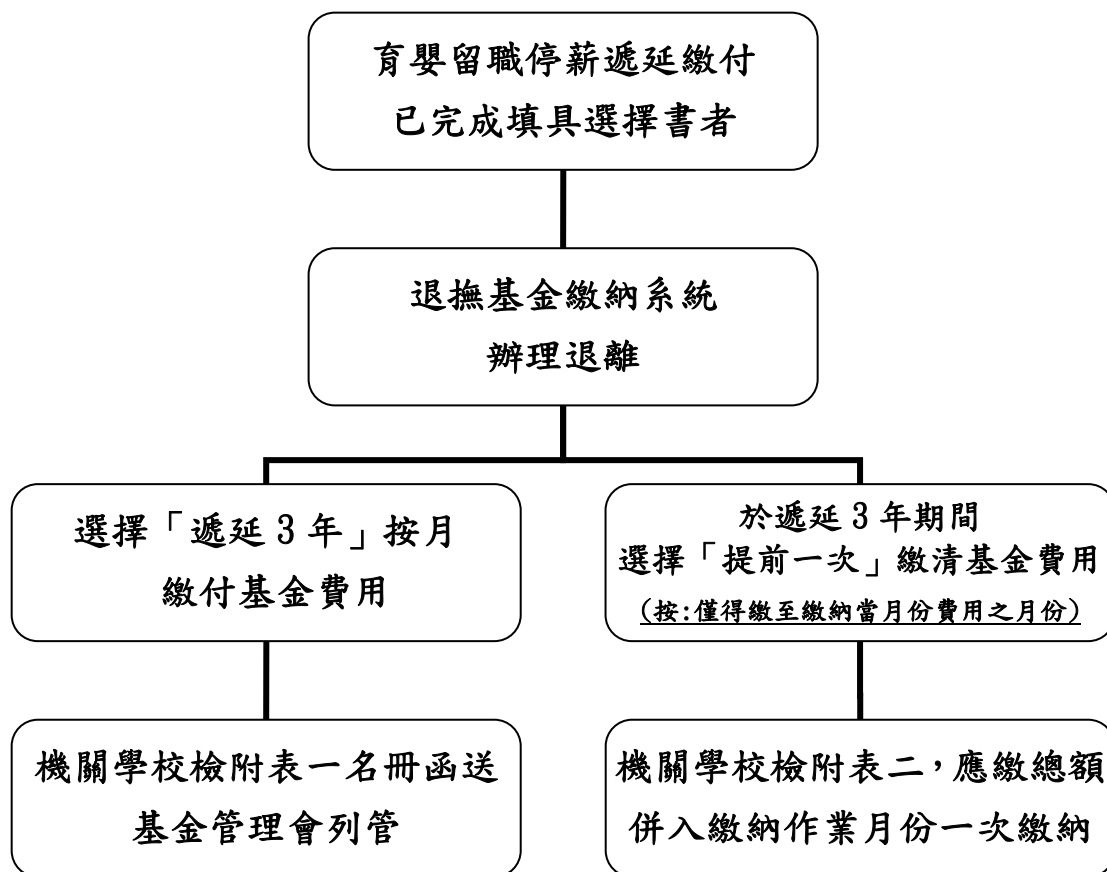 育嬰留職停薪遞延繳付
已完成填具選擇書者
退撫基金繳納系統
辦理退離
選擇「遞延3年」按月
繳付基金費用
於遞延3年期間
選擇「提前一次」繳清基金費用
(按:僅得繳至繳納當月份費用之月份)
機關學校檢附表一名冊函送
基金管理會列管
機關學校檢附表二，應繳總額
併入繳納作業月份一次繳納